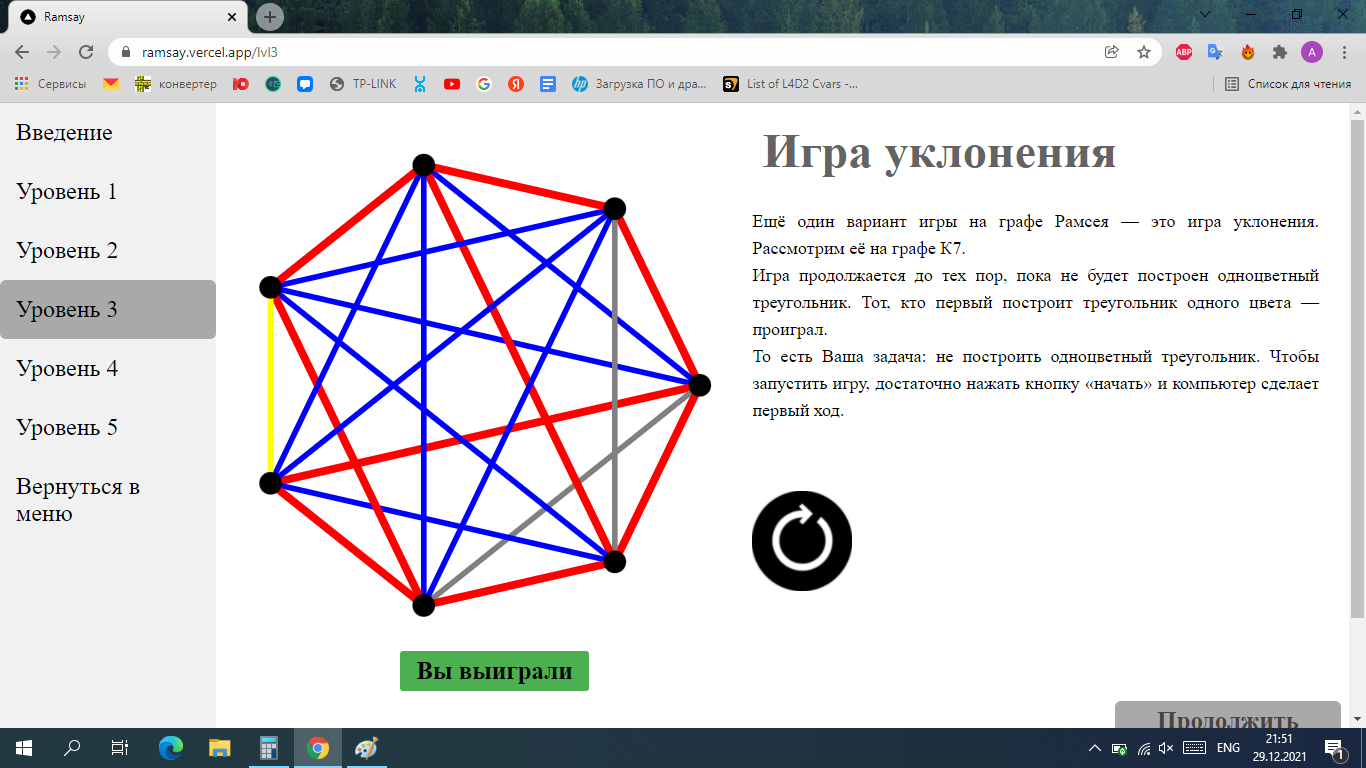 Ramsay
ramsay.vercel.app/lvl3
ABP
A
Сервисы
конвертер
TP-LINK
Загрузка ПО и дра...
List of L4D2 Cvars -...
Список для чтения
Введение
Уровень 1
Уровень 2
Уровень 3
Уровень 4
Уровень 5
Вернуться в
меню
Игра уклонения
Ещё один вариант игры на графе Рамсея — это игра уклонения.
Рассмотрим её на графе К7.
Игра продолжается до тех пор, пока не будет построен одноцветный
треугольник. Тот, кто первый построит треугольник одного цвета —
проиграл.
То есть Ваша задача: не построить одноцветный треугольник. Чтобы
запустить игру, достаточно нажать кнопку «начать» и компьютер сделает
первый ход.
Вы выиграли
Продолжить
ENG
21:51
29.12.2021
1